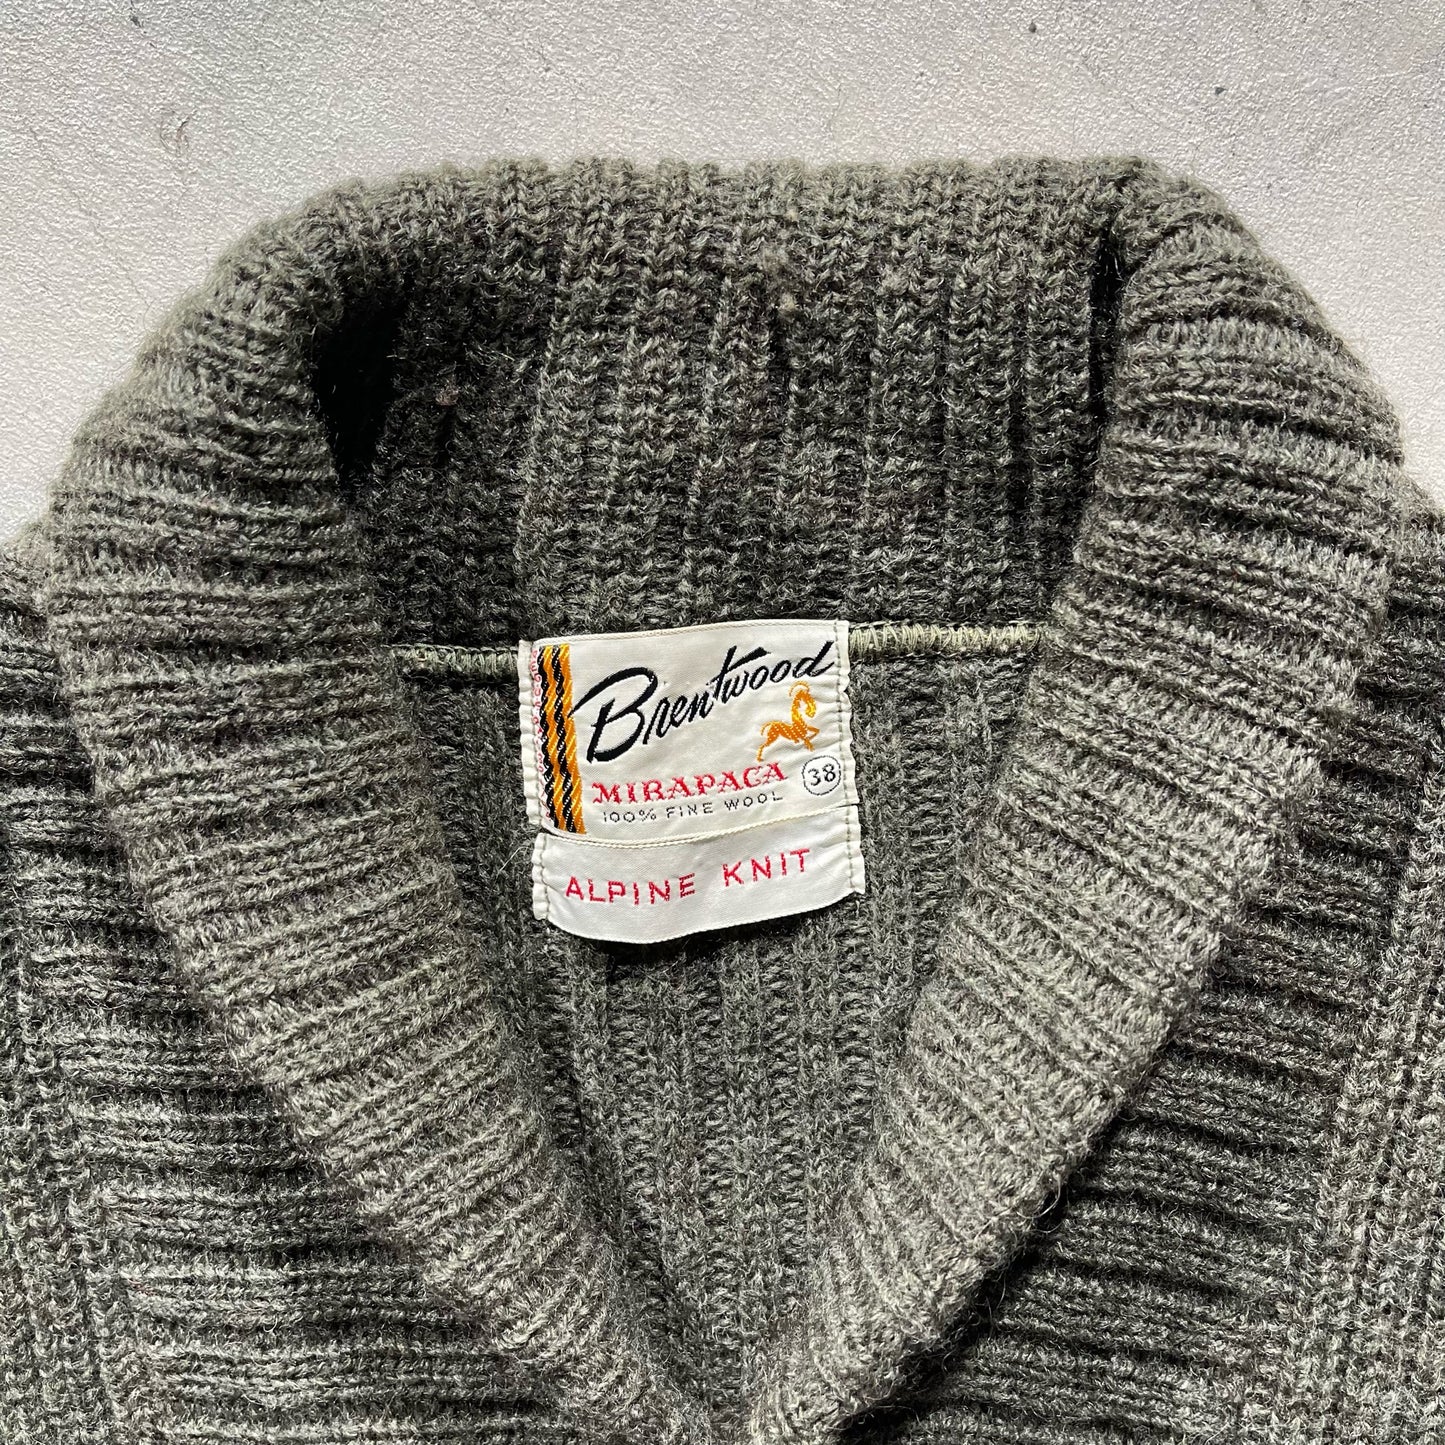 Brentwood
MIRAPACA 38
100% FINE WOOL
ALPINE KNIT